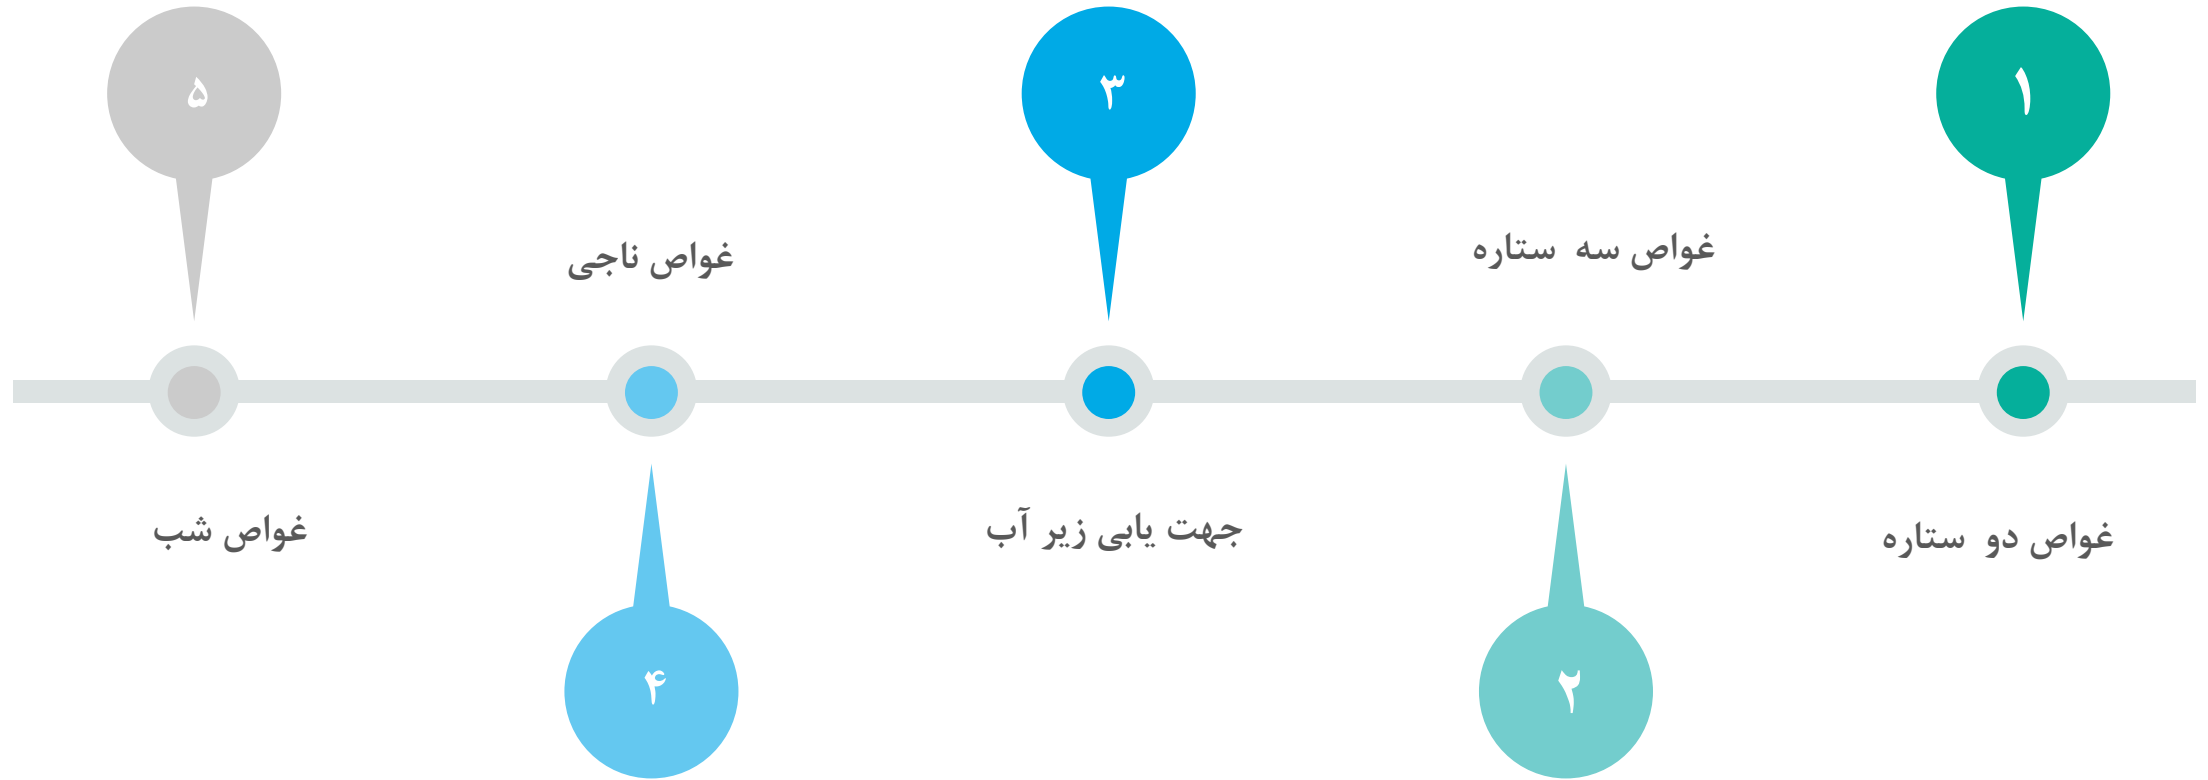 ۱
غواص دو ستاره
۲
غواص سه ستاره
۳
جهت یابی زیر آب
۴
غواص ناجی
۵
غواص شب